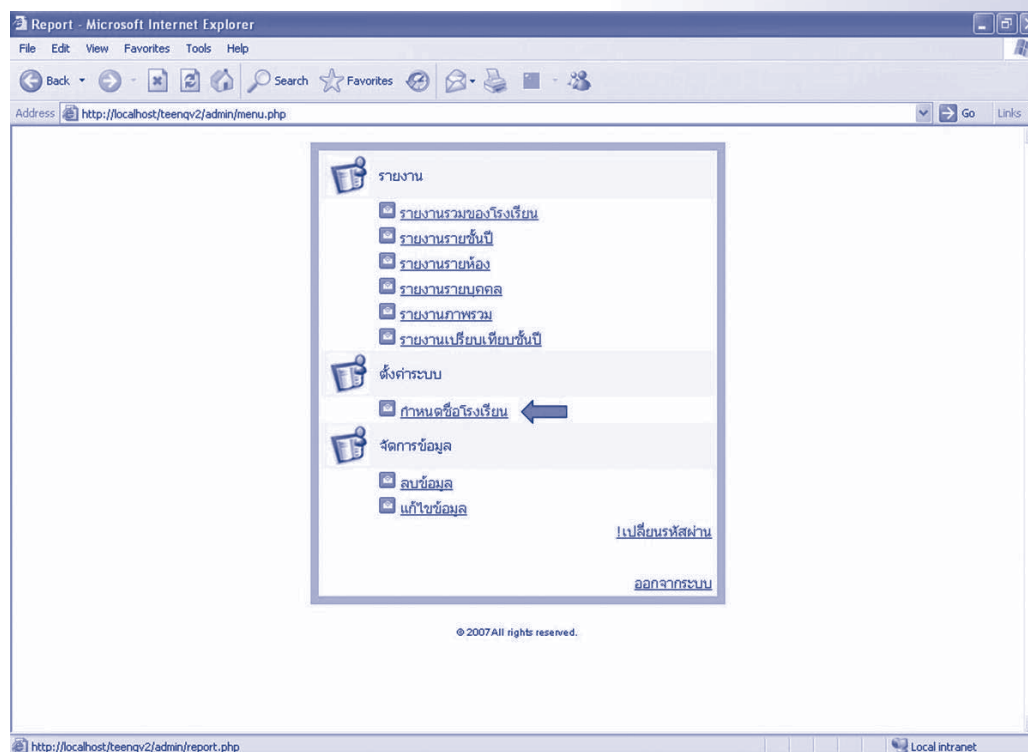 Report - Microsoft Internet Explorer
File Edit View Favorites Tools Help
Back Search Favorites
Address http://localhost/teenqv2/admin/menu.php Go Links
รายงาน
รายงานรวมของโรงเรียน
รายงานรายชั้นปี
รายงานรายห้อง
รายงานรายบุคคล
รายงานภาพรวม
รายงานเปรียบเทียบชั้นปี
ตั้งค่าระบบ
กำหนดชื่อโรงเรียน
จัดการข้อมูล
ลบข้อมูล
แก้ไขข้อมูล
!เปลี่ยนรหัสผ่าน
ออกจากระบบ
© 2007 All rights reserved.
http://localhost/teenqv2/admin/report.php Local intranet